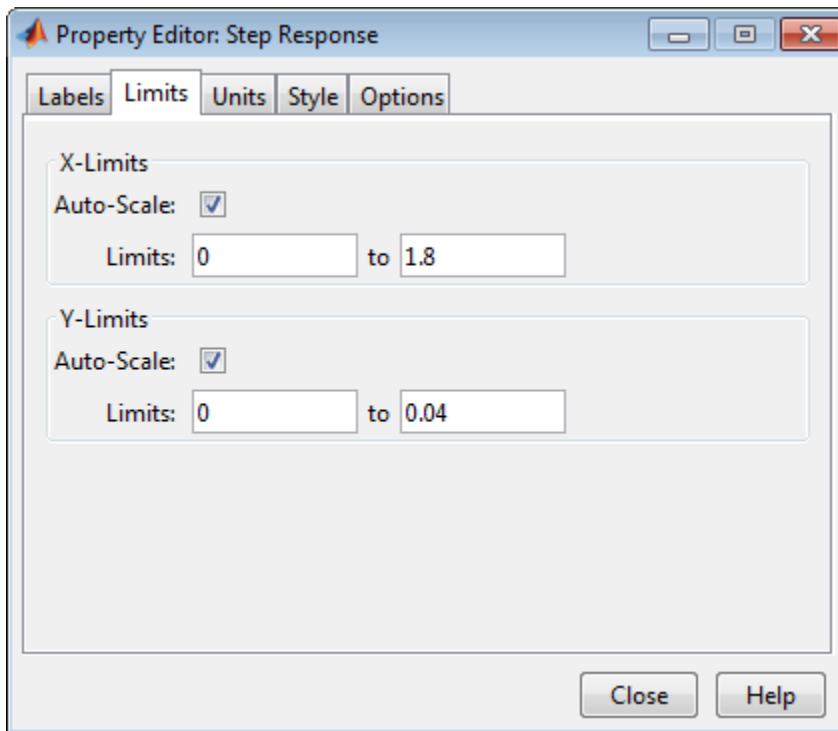 Property Editor: Step Response
Labels Limits Units Style Options
X-Limits
Auto-Scale:
Limits: 0 to 1.8
Y-Limits
Auto-Scale:
Limits: 0 to 0.04
Close Help